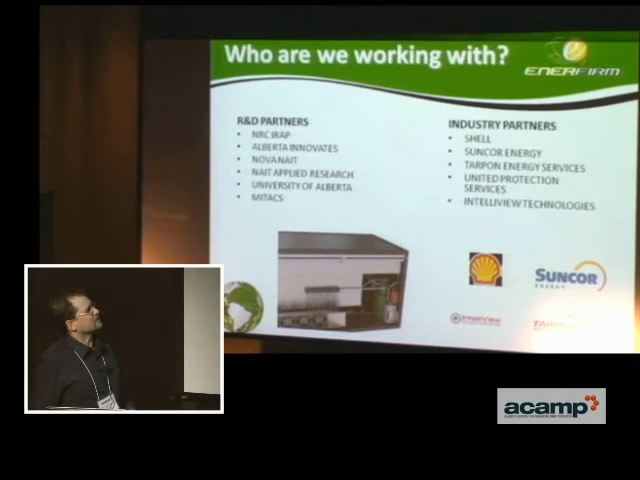 Who are we working with?
ENERFIRM
R&D PARTNERS
• NRC IRAP
• ALBERTA INNOVATES
• NOVA NAIT
• NAIT APPLIED RESEARCH
• UNIVERSITY OF ALBERTA
• MITACS
INDUSTRY PARTNERS
• SHELL
• SUNCOR ENERGY
• TARPON ENERGY SERVICES
• UNITED PROTECTION
SERVICES
• INTELLIVIEW TECHNOLOGIES
SUNCOR
ENERGY
IntelliView
acamp